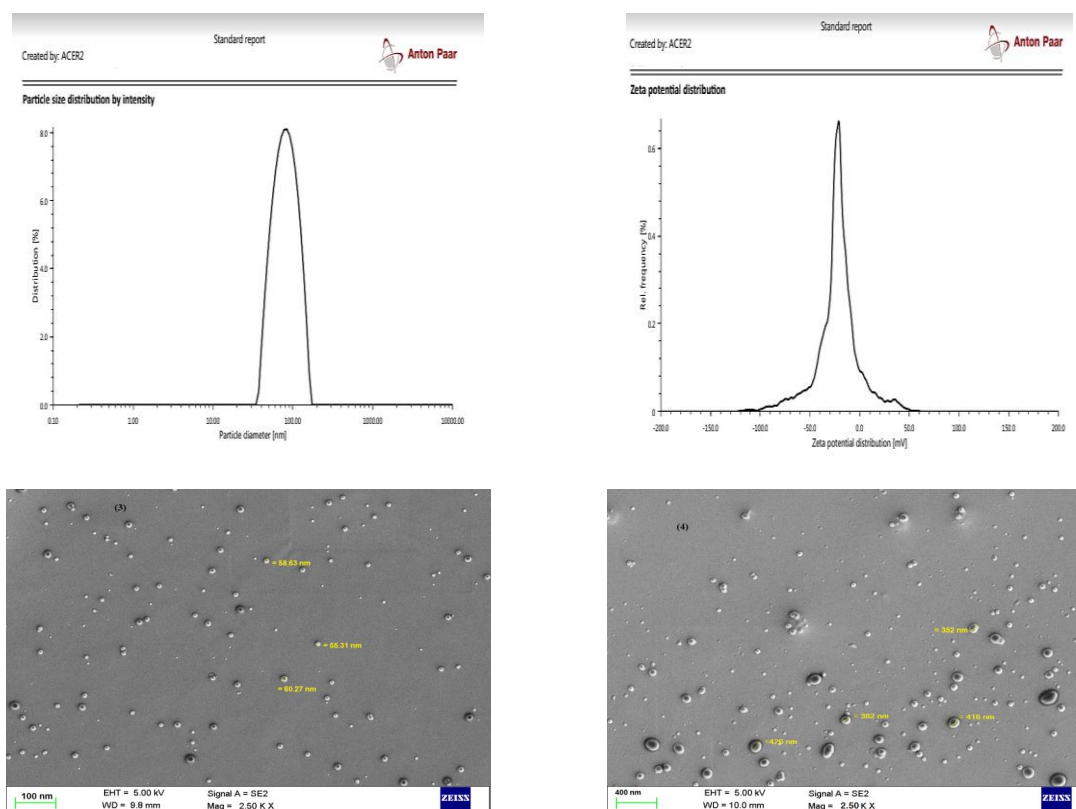 Standard report
Created by: ACER2
Anton Paar
Particle size distribution by intensity
8.0
6.0
4.0
2.0
0.0
Distribution [%]
0.10
1.00
10.00
100.00
1000.00
10000.00
Particle diameter [nm]
Standard report
Created by: ACER2
Anton Paar
Zeta potential distribution
0.6
0.4
0.2
0
Rel. frequency [%]
-200.0
-150.0
-100.0
-50.0
0.0
50.0
100.0
150.0
200.0
Zeta potential distribution [mV]
(3)
= 58.63 nm
= 55.31 nm
= 60.27 nm
100 nm
EHT = 5.00 kV
Signal A = SE2
ZEISS
WD = 9.8 mm
Mag = 2.50 K X
(4)
= 352 nm
= 382 nm
= 416 nm
400 nm
EHT = 5.00 kV
Signal A = SE2
ZEISS
WD = 10.0 mm
Mag = 2.50 K X